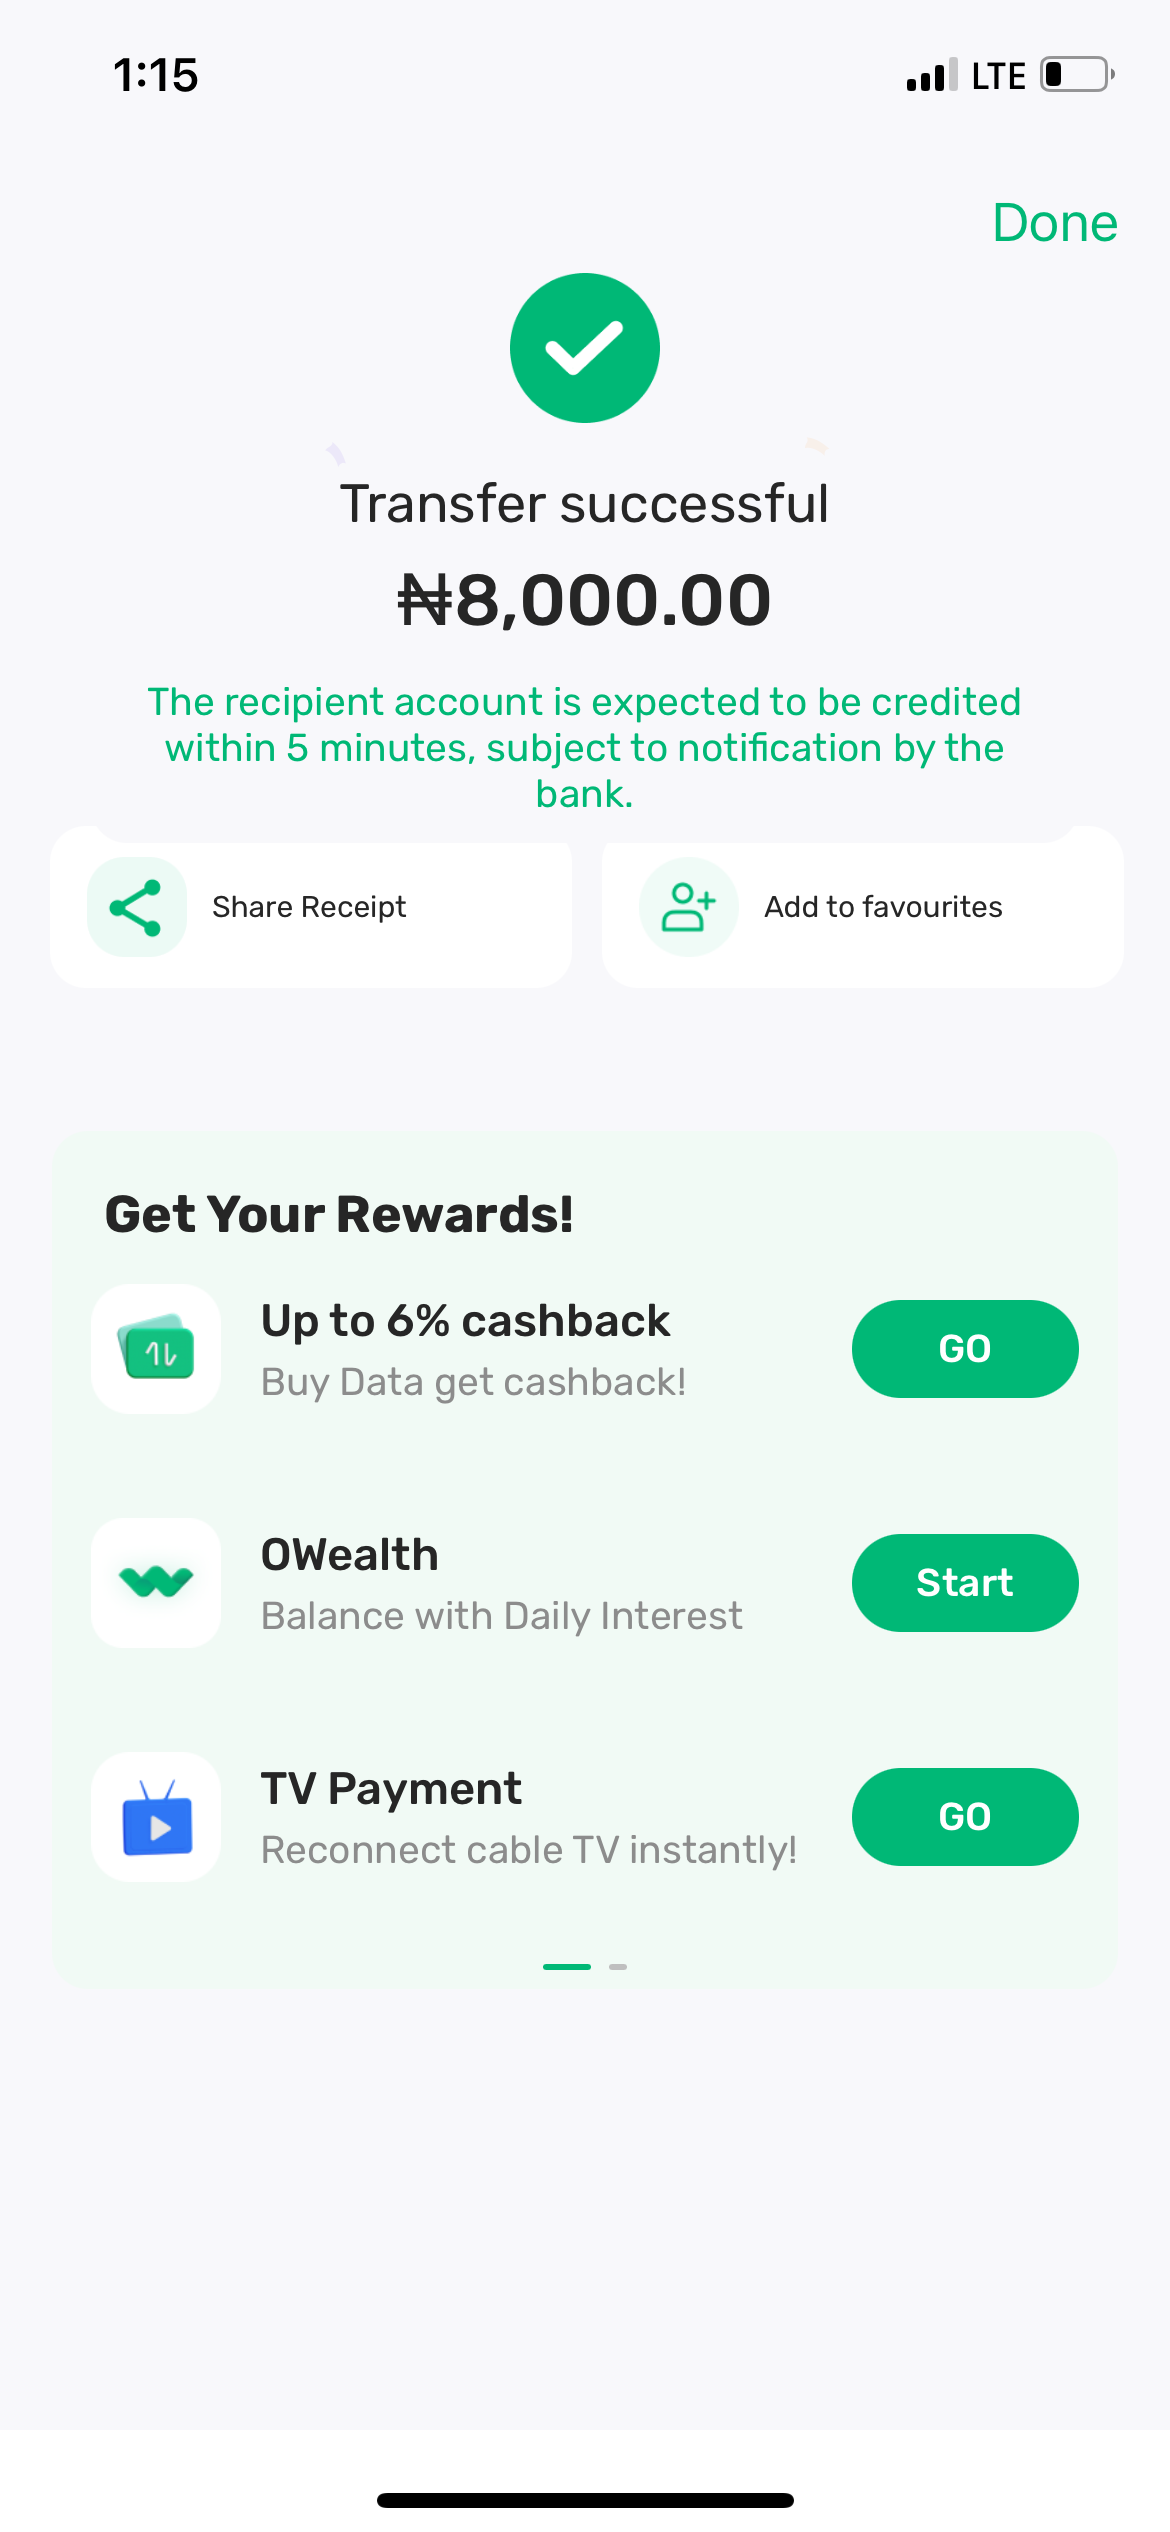 1:15
LTE
Done
Transfer successful
₦8,000.00
The recipient account is expected to be credited
within 5 minutes, subject to notification by the
bank.
Share Receipt
Add to favourites
Get Your Rewards!
Up to 6% cashback
Buy Data get cashback!
GO
OWealth
Balance with Daily Interest
Start
TV Payment
Reconnect cable TV instantly!
GO